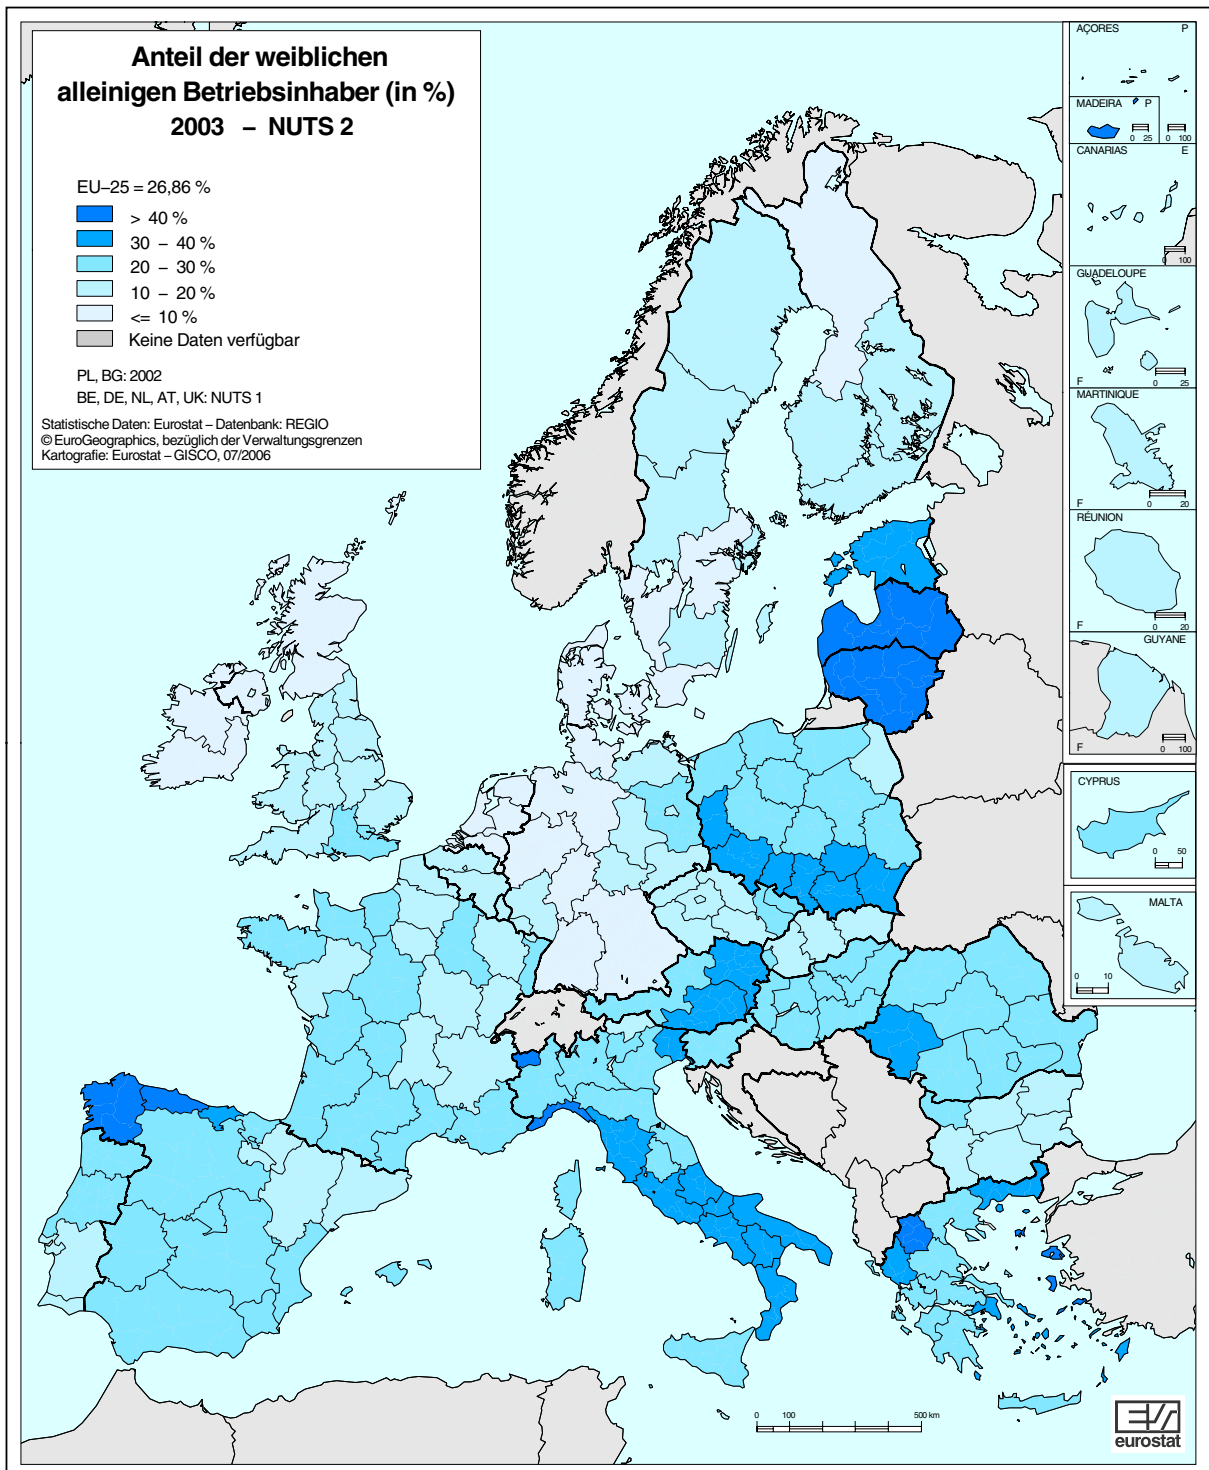 Anteil der weiblichen
alleinigen Betriebsinhaber (in %)
2003 – NUTS 2
EU–25 = 26,86 %
> 40 %
30 – 40 %
20 – 30 %
10 – 20 %
<= 10 %
Keine Daten verfügbar
PL, BG: 2002
BE, DE, NL, AT, UK: NUTS 1
Statistische Daten: Eurostat – Datenbank: REGIO
© EuroGeographics, bezüglich der Verwaltungsgrenzen
Kartografie: Eurostat – GISCO, 07/2006
AÇORES P
MADEIRA P
0 25 0 100
CANARIAS E
0 100
GUADELOUPE
F 0 25
MARTINIQUE
F 0 20
RÉUNION
F 0 20
GUYANE
F 0 100
CYPRUS
0 50
MALTA
0 10
0 100 500 km
eurostat